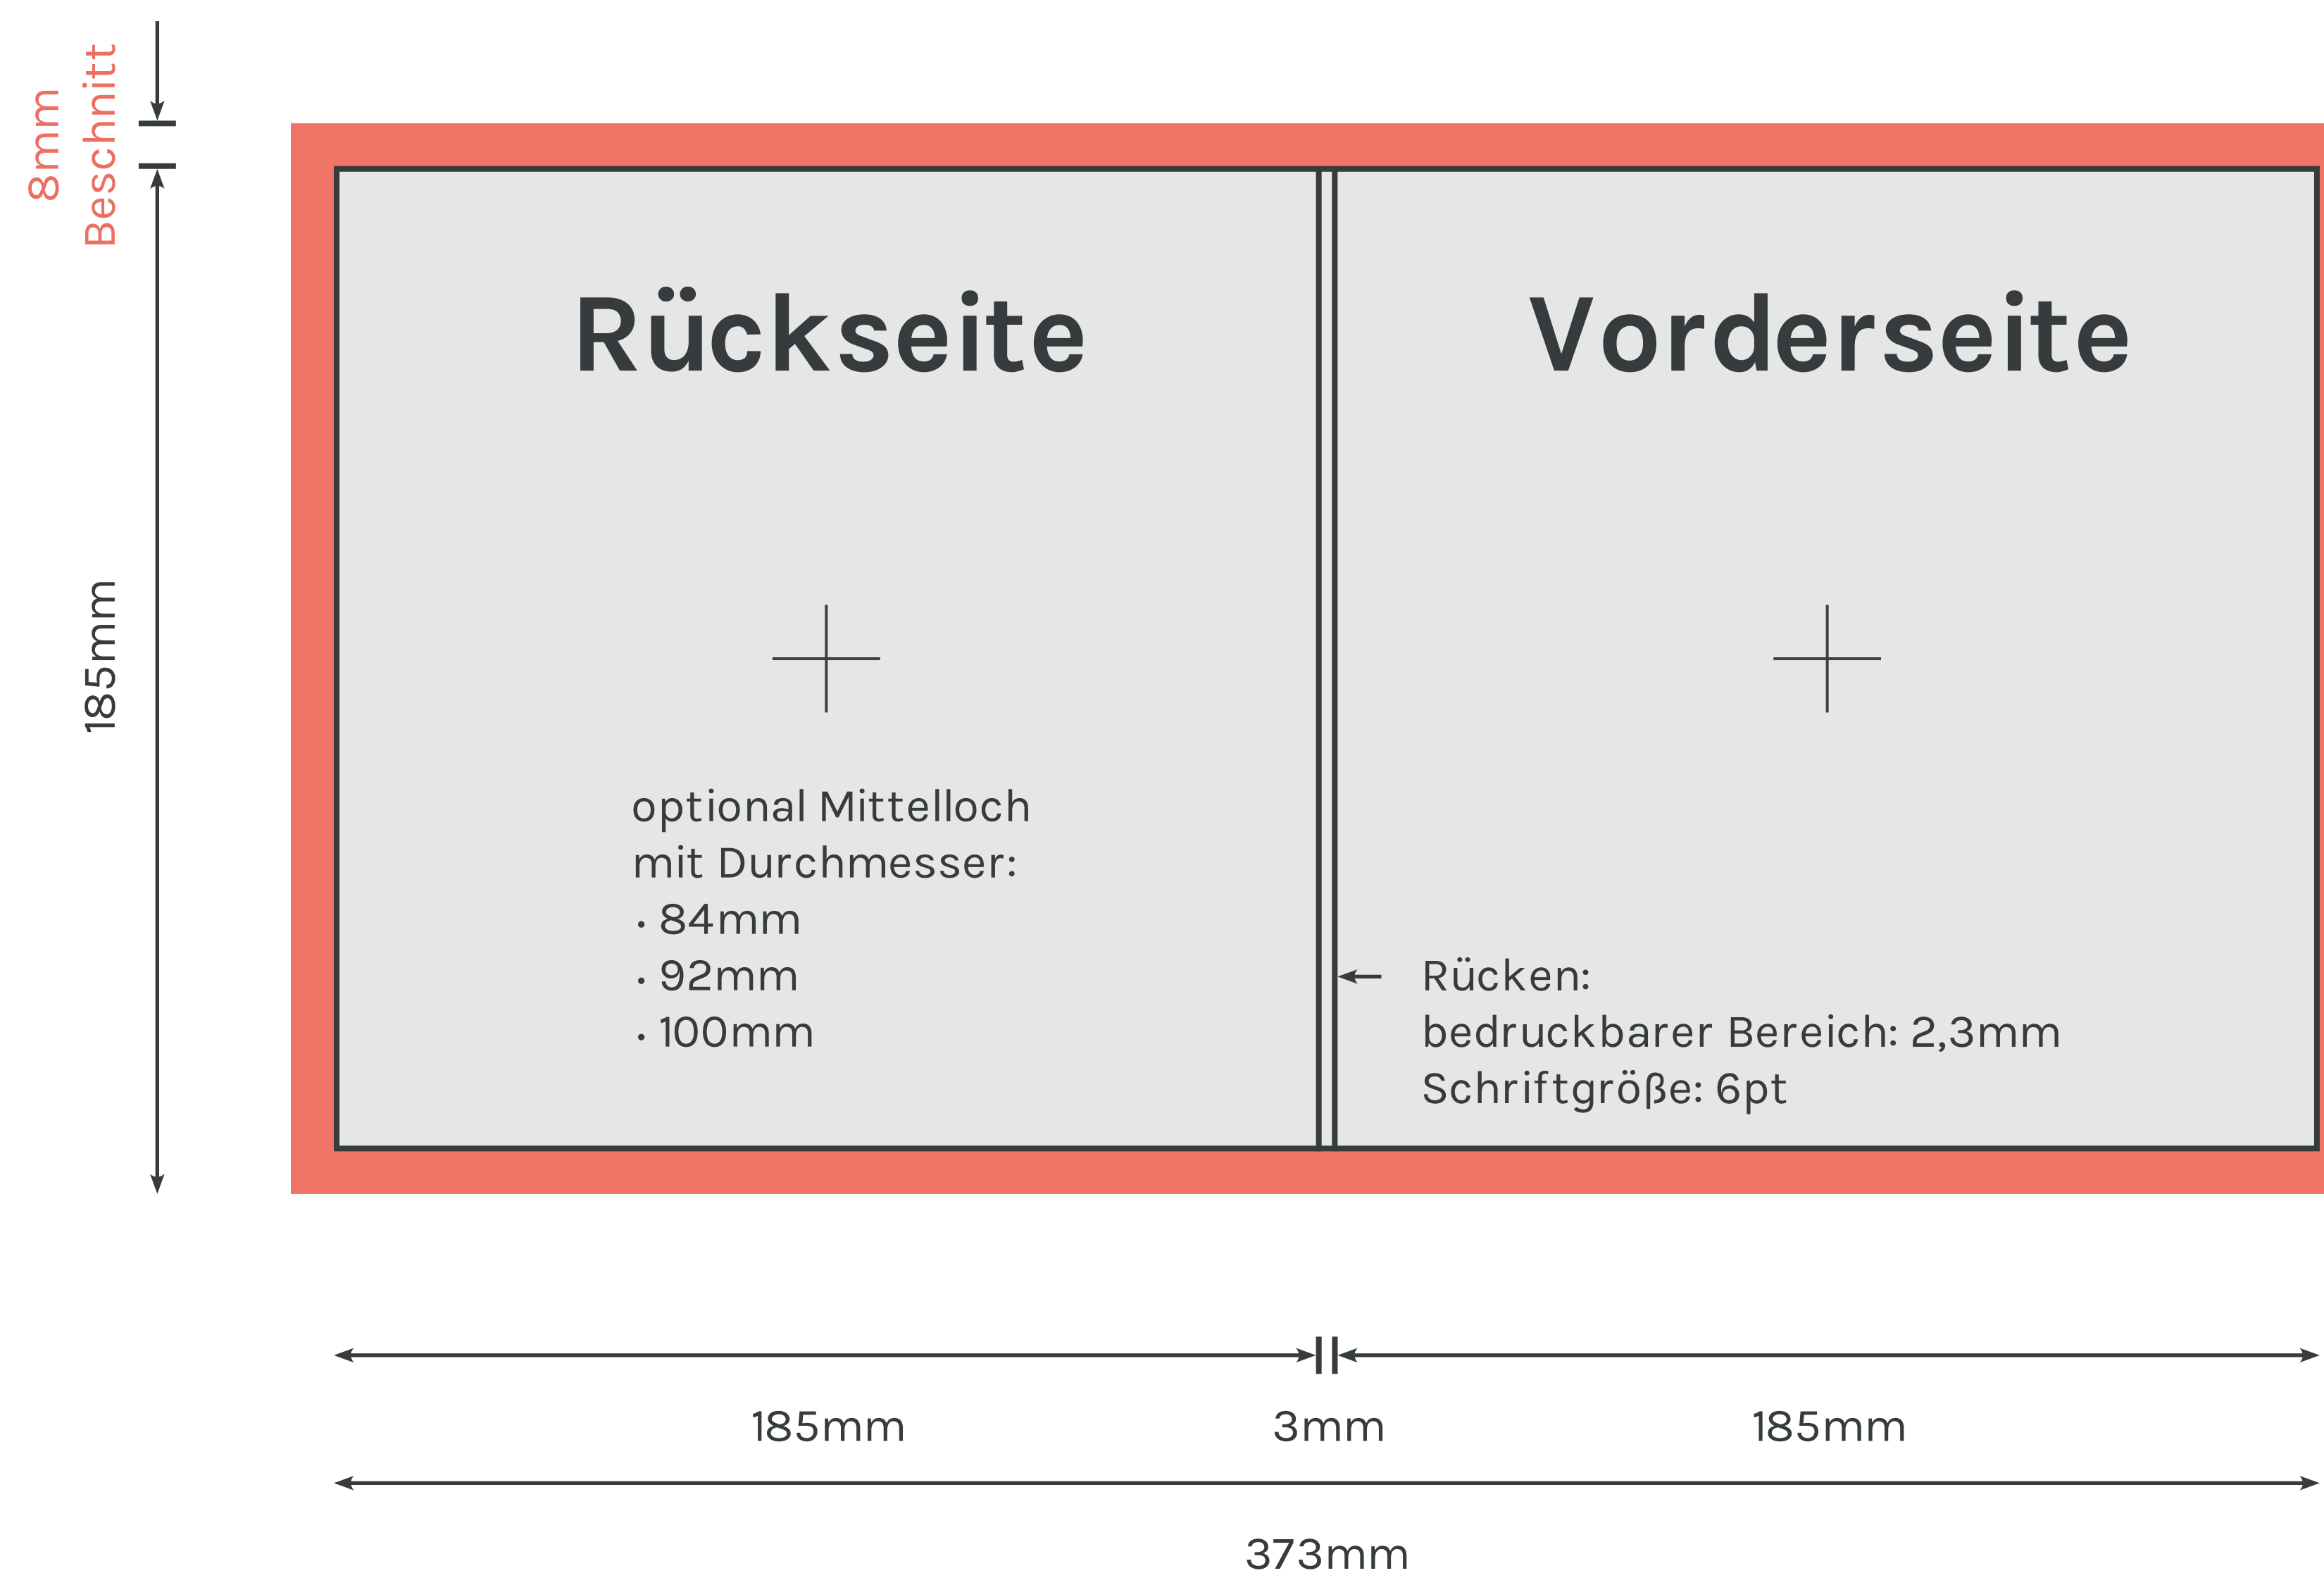 8mm
Beschnitt
Rückseite
Vorderseite
185mm
optional Mittelloch
mit Durchmesser:
· 84mm
· 92mm
· 100mm
Rücken:
bedruckbarer Bereich: 2,3mm
Schriftgröße: 6pt
185mm
3mm
185mm
373mm